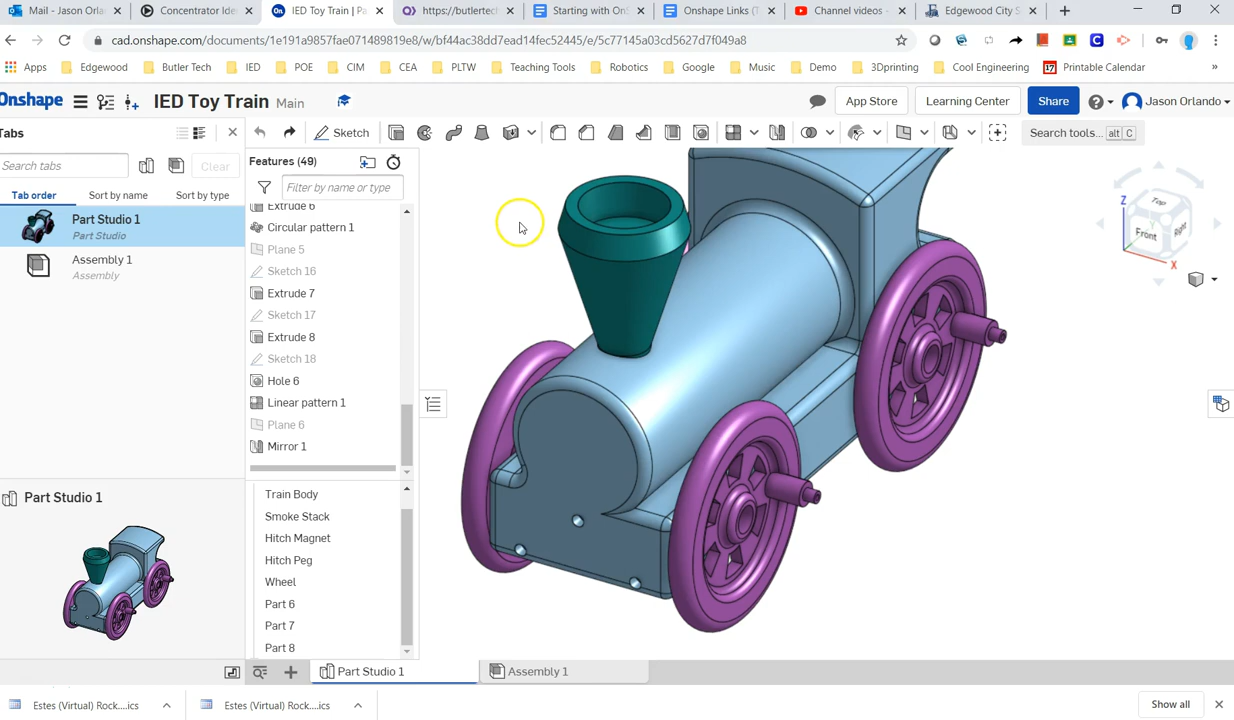 Mail - Jason Orla
Concentrator Ide
IED Toy Train | Pa
https://butlertec
Starting with OnS
Onshape Links (T
Channel videos -
Edgewood City S
cad.onshape.com/documents/1e191a9857fae071489819e8/w/bf44ac38dd7ead14fec52445/e/5c77145a03cd5627d7f049a8
Apps Edgewood Butler Tech IED POE CIM CEA PLTW Teaching Tools Robotics Google Music Demo 3Dprinting Cool Engineering 17 Printable Calendar »
Onshape IED Toy Train Main App Store Learning Center Share Jason Orlando
Tabs
Sketch
Search tools... alt C
Search tabs
Clear
Features (49)
Filter by name or type
Tab order Sort by name Sort by type
Part Studio 1
Part Studio
Assembly 1
Assembly
Extrude 6
Circular pattern 1
Plane 5
Sketch 16
Extrude 7
Sketch 17
Extrude 8
Sketch 18
Hole 6
Linear pattern 1
Plane 6
Mirror 1
Train Body
Smoke Stack
Hitch Magnet
Hitch Peg
Wheel
Part 6
Part 7
Part 8
Z
Top
Front
Right
X
Part Studio 1
Part Studio 1
Assembly 1
Estes (Virtual) Rock....ics
Estes (Virtual) Rock....ics
Show all